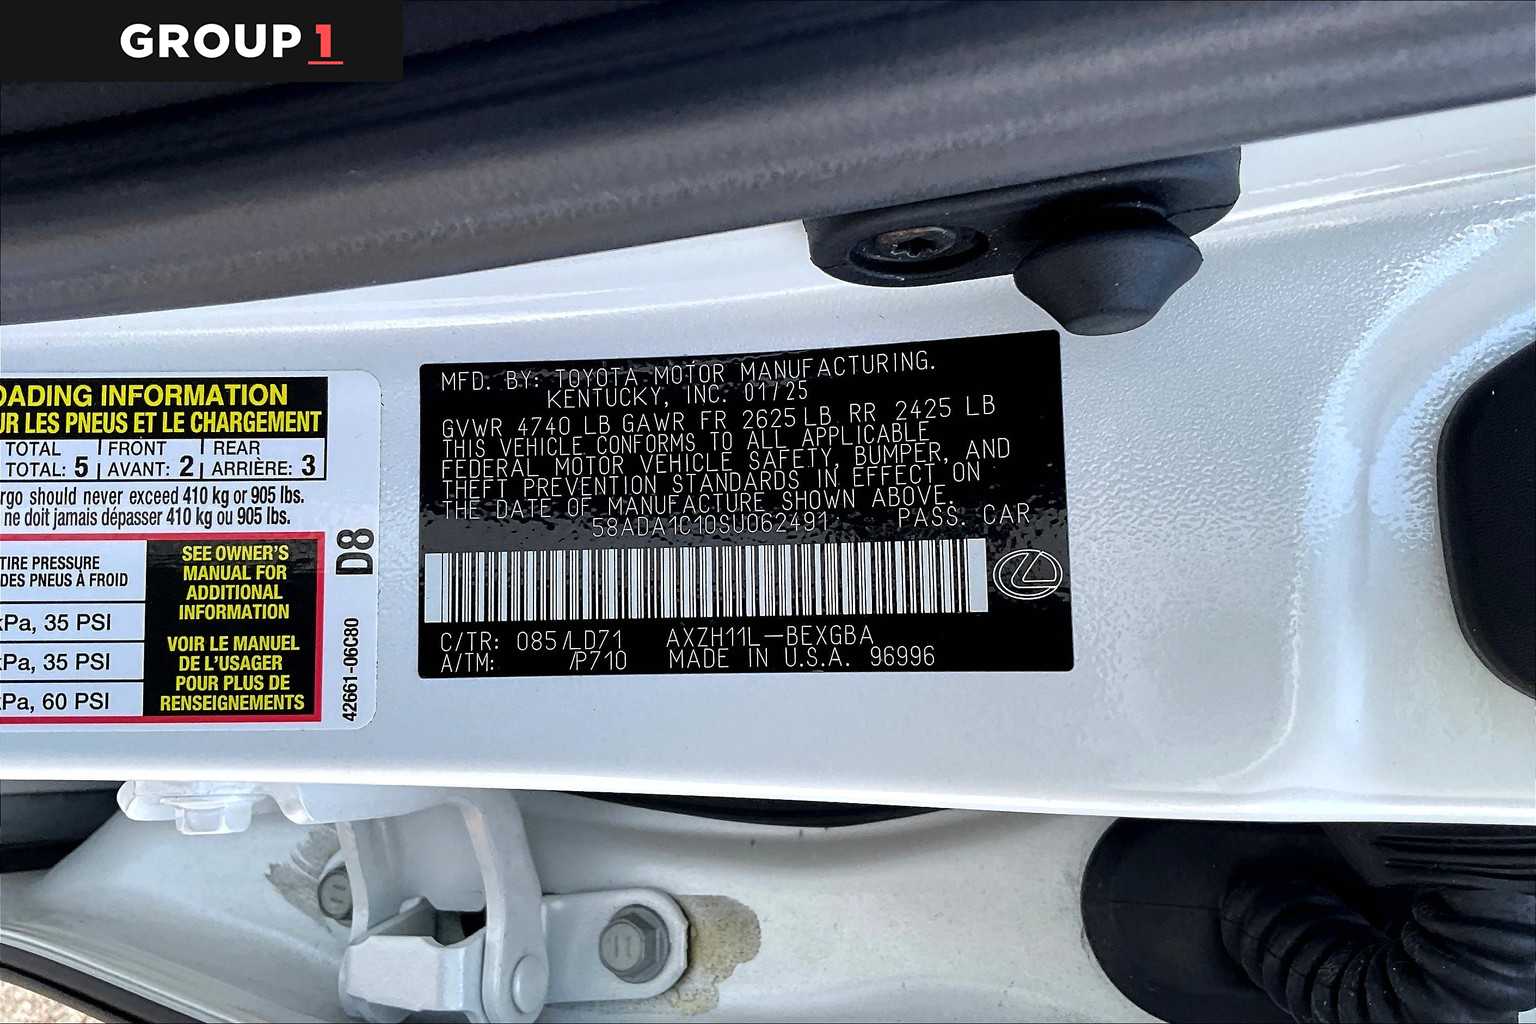 GROUP 1
OADING INFORMATION
UR LES PNEUS ET LE CHARGEMENT
TOTAL FRONT REAR
TOTAL: 5 AVANT: 2 ARRIÈRE: 3
rgo should never exceed 410 kg or 905 lbs.
ne doit jamais dépasser 410 kg ou 905 lbs.
TIRE PRESSURE
DES PNEUS À FROID
kPa, 35 PSI
kPa, 35 PSI
kPa, 60 PSI
SEE OWNER'S
MANUAL FOR
ADDITIONAL
INFORMATION
VOIR LE MANUEL
DE L'USAGER
POUR PLUS DE
RENSEIGNEMENTS
D8
42661-06C80
MFD. BY: TOYOTA MOTOR MANUFACTURING.
KENTUCKY, INC. 01/25
GVWR 4740 LB GAWR FR 2625 LB RR 2425 LB
THIS VEHICLE CONFORMS TO ALL APPLICABLE
FEDERAL MOTOR VEHICLE SAFETY, BUMPER, AND
THEFT PREVENTION STANDARDS IN EFFECT ON
THE DATE OF MANUFACTURE SHOWN ABOVE.
58ADA1C10SU062491 PASS. CAR
C/TR: 085/LD71 AXZH11L-BEXGBA
A/TM: /P710 MADE IN U.S.A. 96996